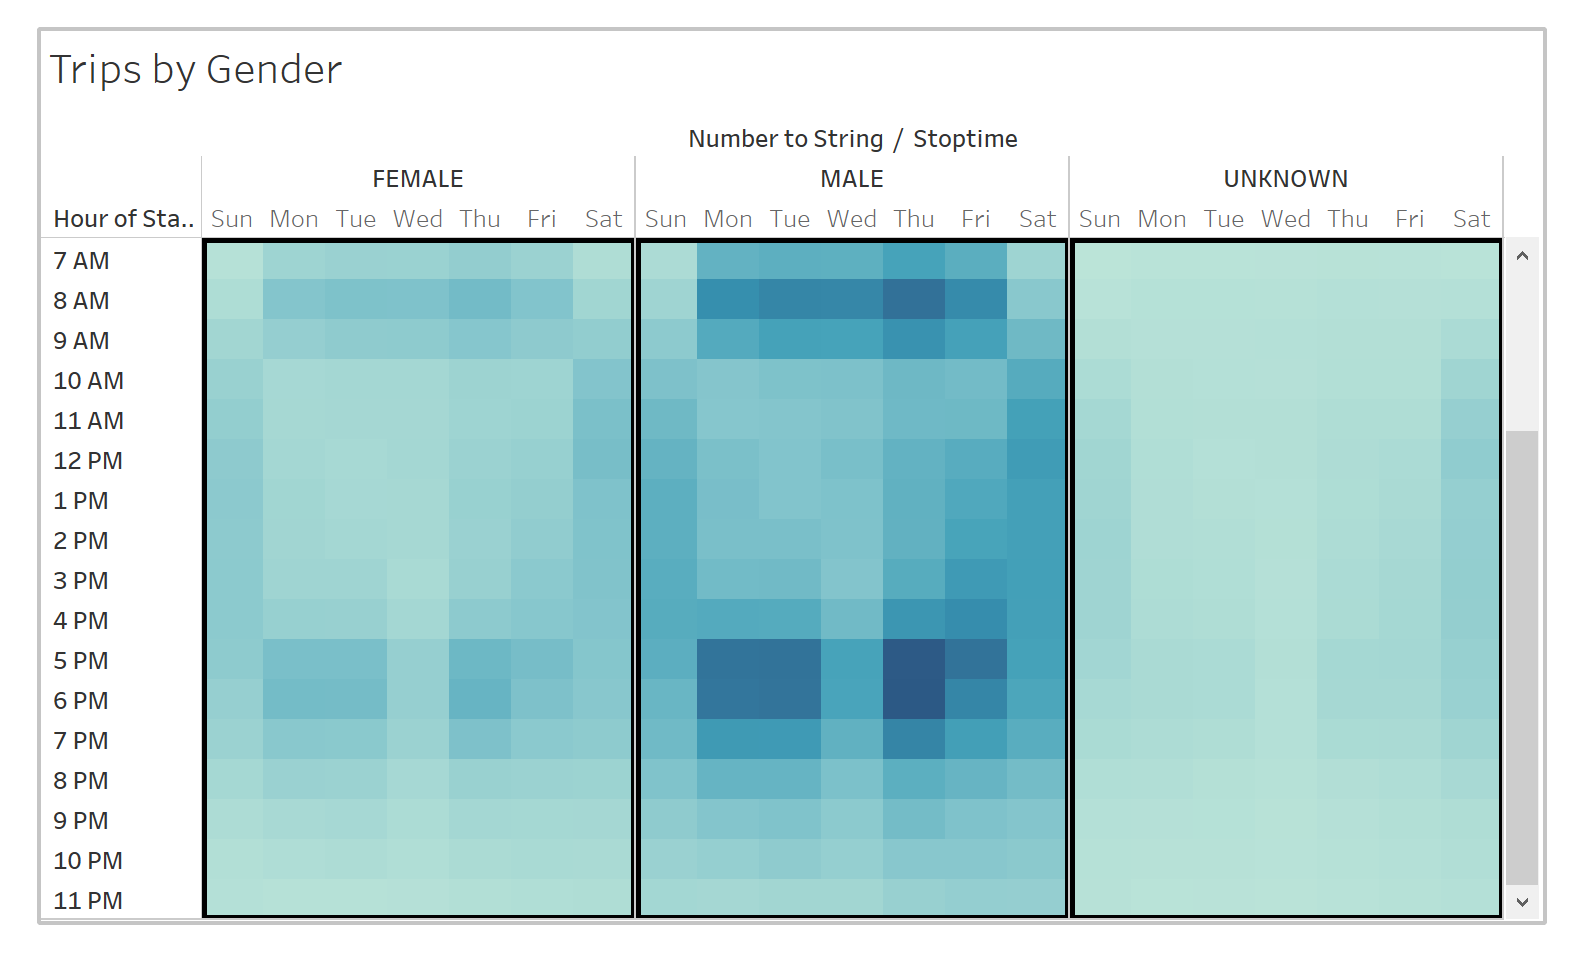 Trips by Gender
Number to String / Stoptime
FEMALE MALE UNKNOWN
Hour of Sta.. Sun Mon Tue Wed Thu Fri Sat Sun Mon Tue Wed Thu Fri Sat Sun Mon Tue Wed Thu Fri Sat
7 AM
8 AM
9 AM
10 AM
11 AM
12 PM
1 PM
2 PM
3 PM
4 PM
5 PM
6 PM
7 PM
8 PM
9 PM
10 PM
11 PM